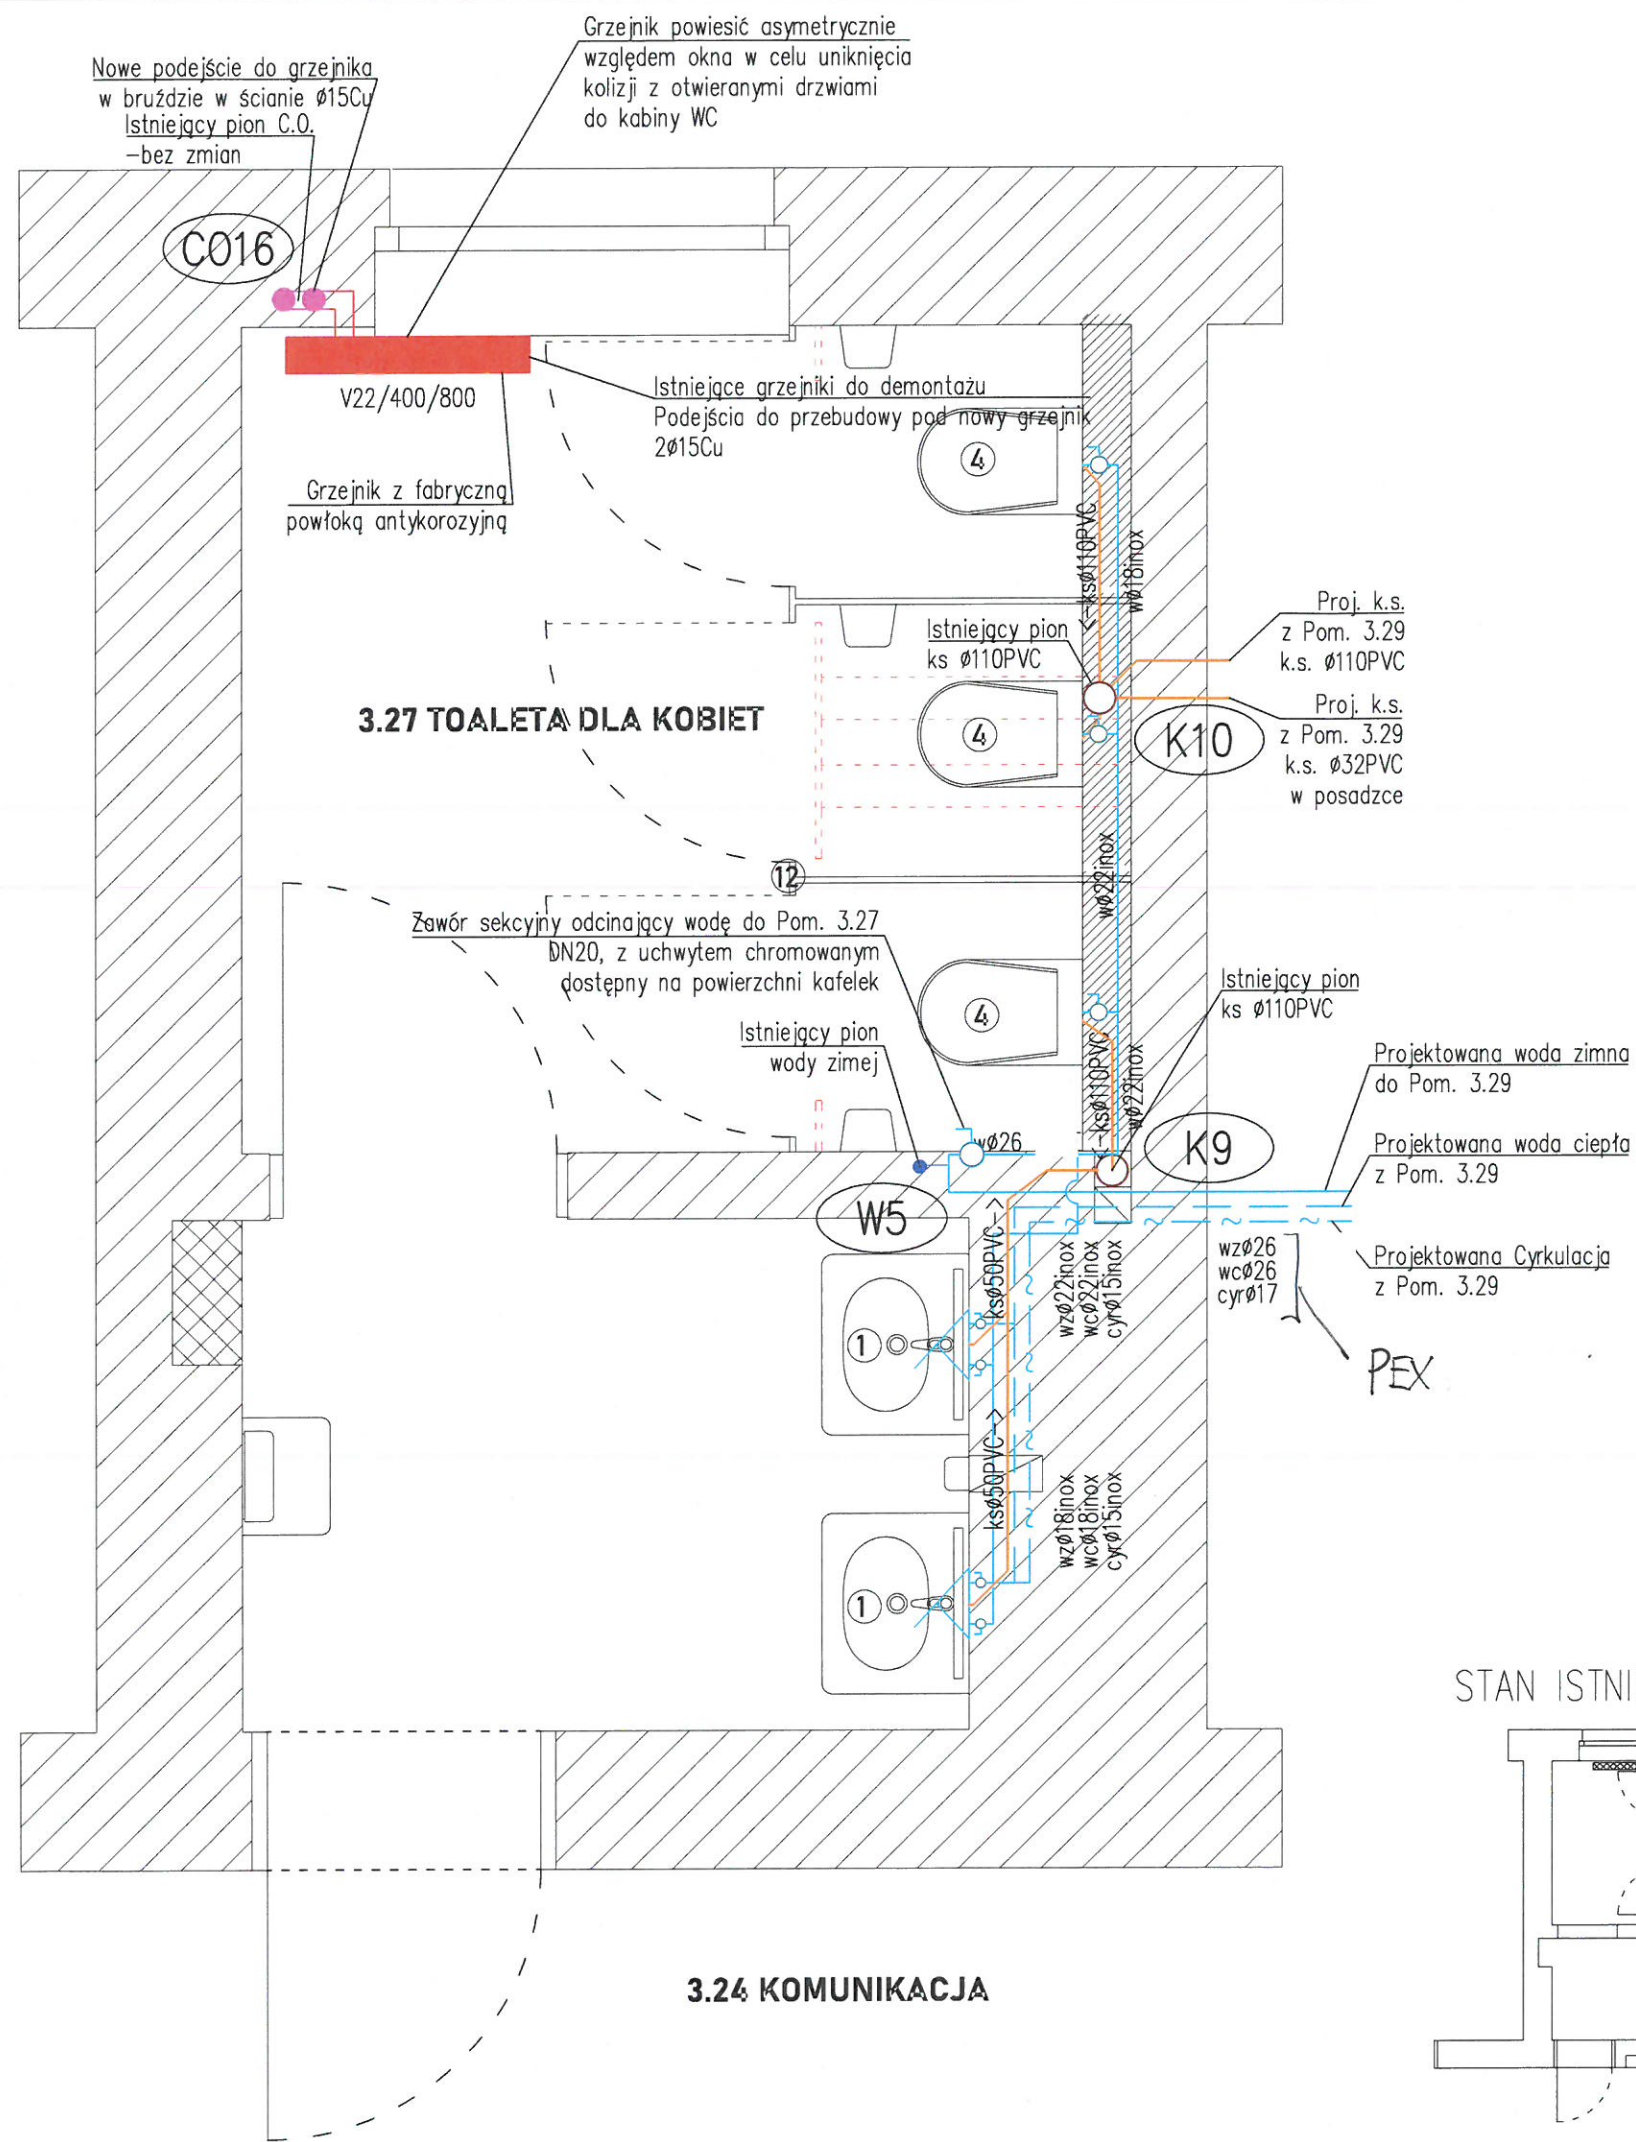 Grzejnik powiesić asymetrycznie
względem okna w celu uniknięcia
kolizji z otwieranymi drzwiami
do kabiny WC
Nowe podejście do grzejnika
w bruździe w ścianie ø15Cu
Istniejący pion C.O.
-bez zmian
CO16
V22/400/800
Istniejące grzejniki do demontażu
Podejścia do przebudowy pod nowy grzejnik
2ø15Cu
Grzejnik z fabryczną
powłoką antykorozyjną
4
<-ksø110PVC
wø18inox
Istniejący pion
ks ø110PVC
Proj. k.s.
z Pom. 3.29
k.s. ø110PVC
Proj. k.s.
z Pom. 3.29
k.s. ø32PVC
w posadzce
3.27 TOALETA DLA KOBIET
4
K10
wø22inox
12
Zawór sekcyjny odcinający wodę do Pom. 3.27
DN20, z uchwytem chromowanym
dostępny na powierzchni kafelek
4
Istniejący pion
wody zimej
Istniejący pion
ks ø110PVC
<-ksø110PVC
wø22inox
wø26
K9
W5
Projektowana woda zimna
do Pom. 3.29
Projektowana woda ciepła
z Pom. 3.29
Projektowana Cyrkulacja
z Pom. 3.29
wzø26
wcø26
cyrø17
PEX
ksø50PVC->
wzø22inox
wcø22inox
cyrø15inox
1
ksø50PVC->
wzø18inox
wcø18inox
cyrø15inox
1
STAN ISTNI
3.24 KOMUNIKACJA